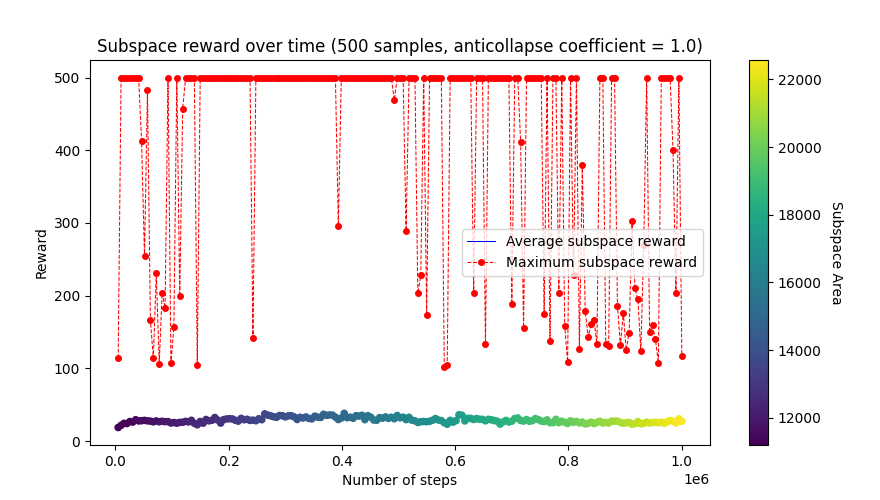 Subspace reward over time (500 samples, anticollapse coefficient = 1.0)
Reward
500
400
300
200
100
0
0.0 0.2 0.4 0.6 0.8 1.0
1e6
Number of steps
Average subspace reward
Maximum subspace reward
22000
20000
18000
16000
14000
12000
Subspace Area